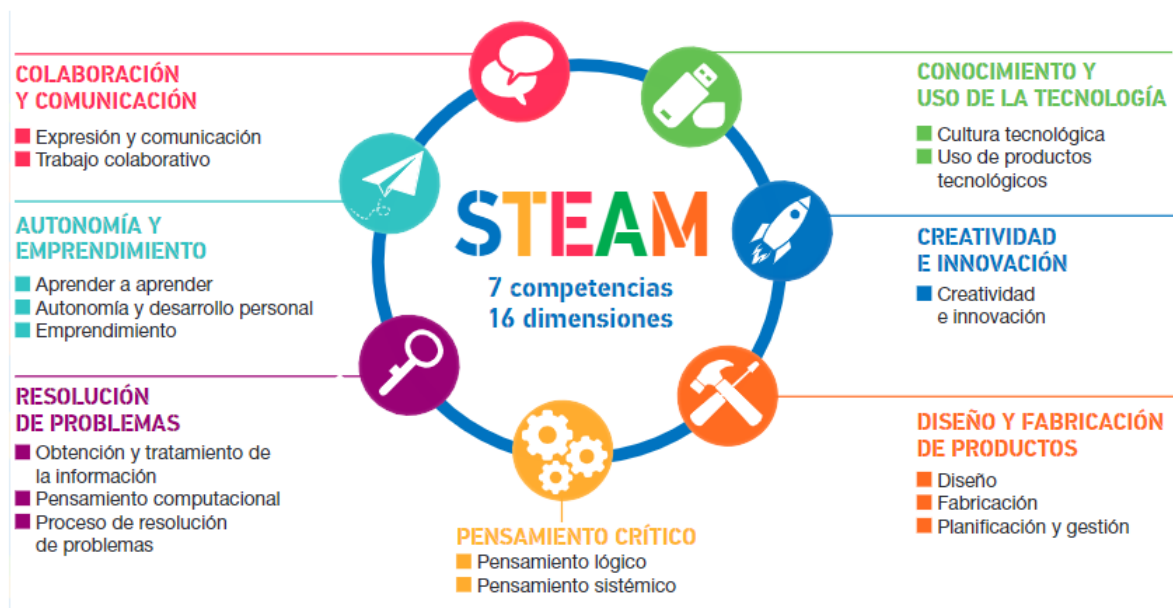 COLABORACIÓN
Y COMUNICACIÓN
Expresión y comunicación
Trabajo colaborativo
AUTONOMÍA Y
EMPRENDIMIENTO
Aprender a aprender
Autonomía y desarrollo personal
Emprendimiento
RESOLUCIÓN
DE PROBLEMAS
Obtención y tratamiento de
la información
Pensamiento computacional
Proceso de resolución
de problemas
STEAM
7 competencias
16 dimensiones
PENSAMIENTO CRÍTICO
Pensamiento lógico
Pensamiento sistémico
CONOCIMIENTO Y
USO DE LA TECNOLOGÍA
Cultura tecnológica
Uso de productos
tecnológicos
CREATIVIDAD
E INNOVACIÓN
Creatividad
e innovación
DISEÑO Y FABRICACIÓN
DE PRODUCTOS
Diseño
Fabricación
Planificación y gestión